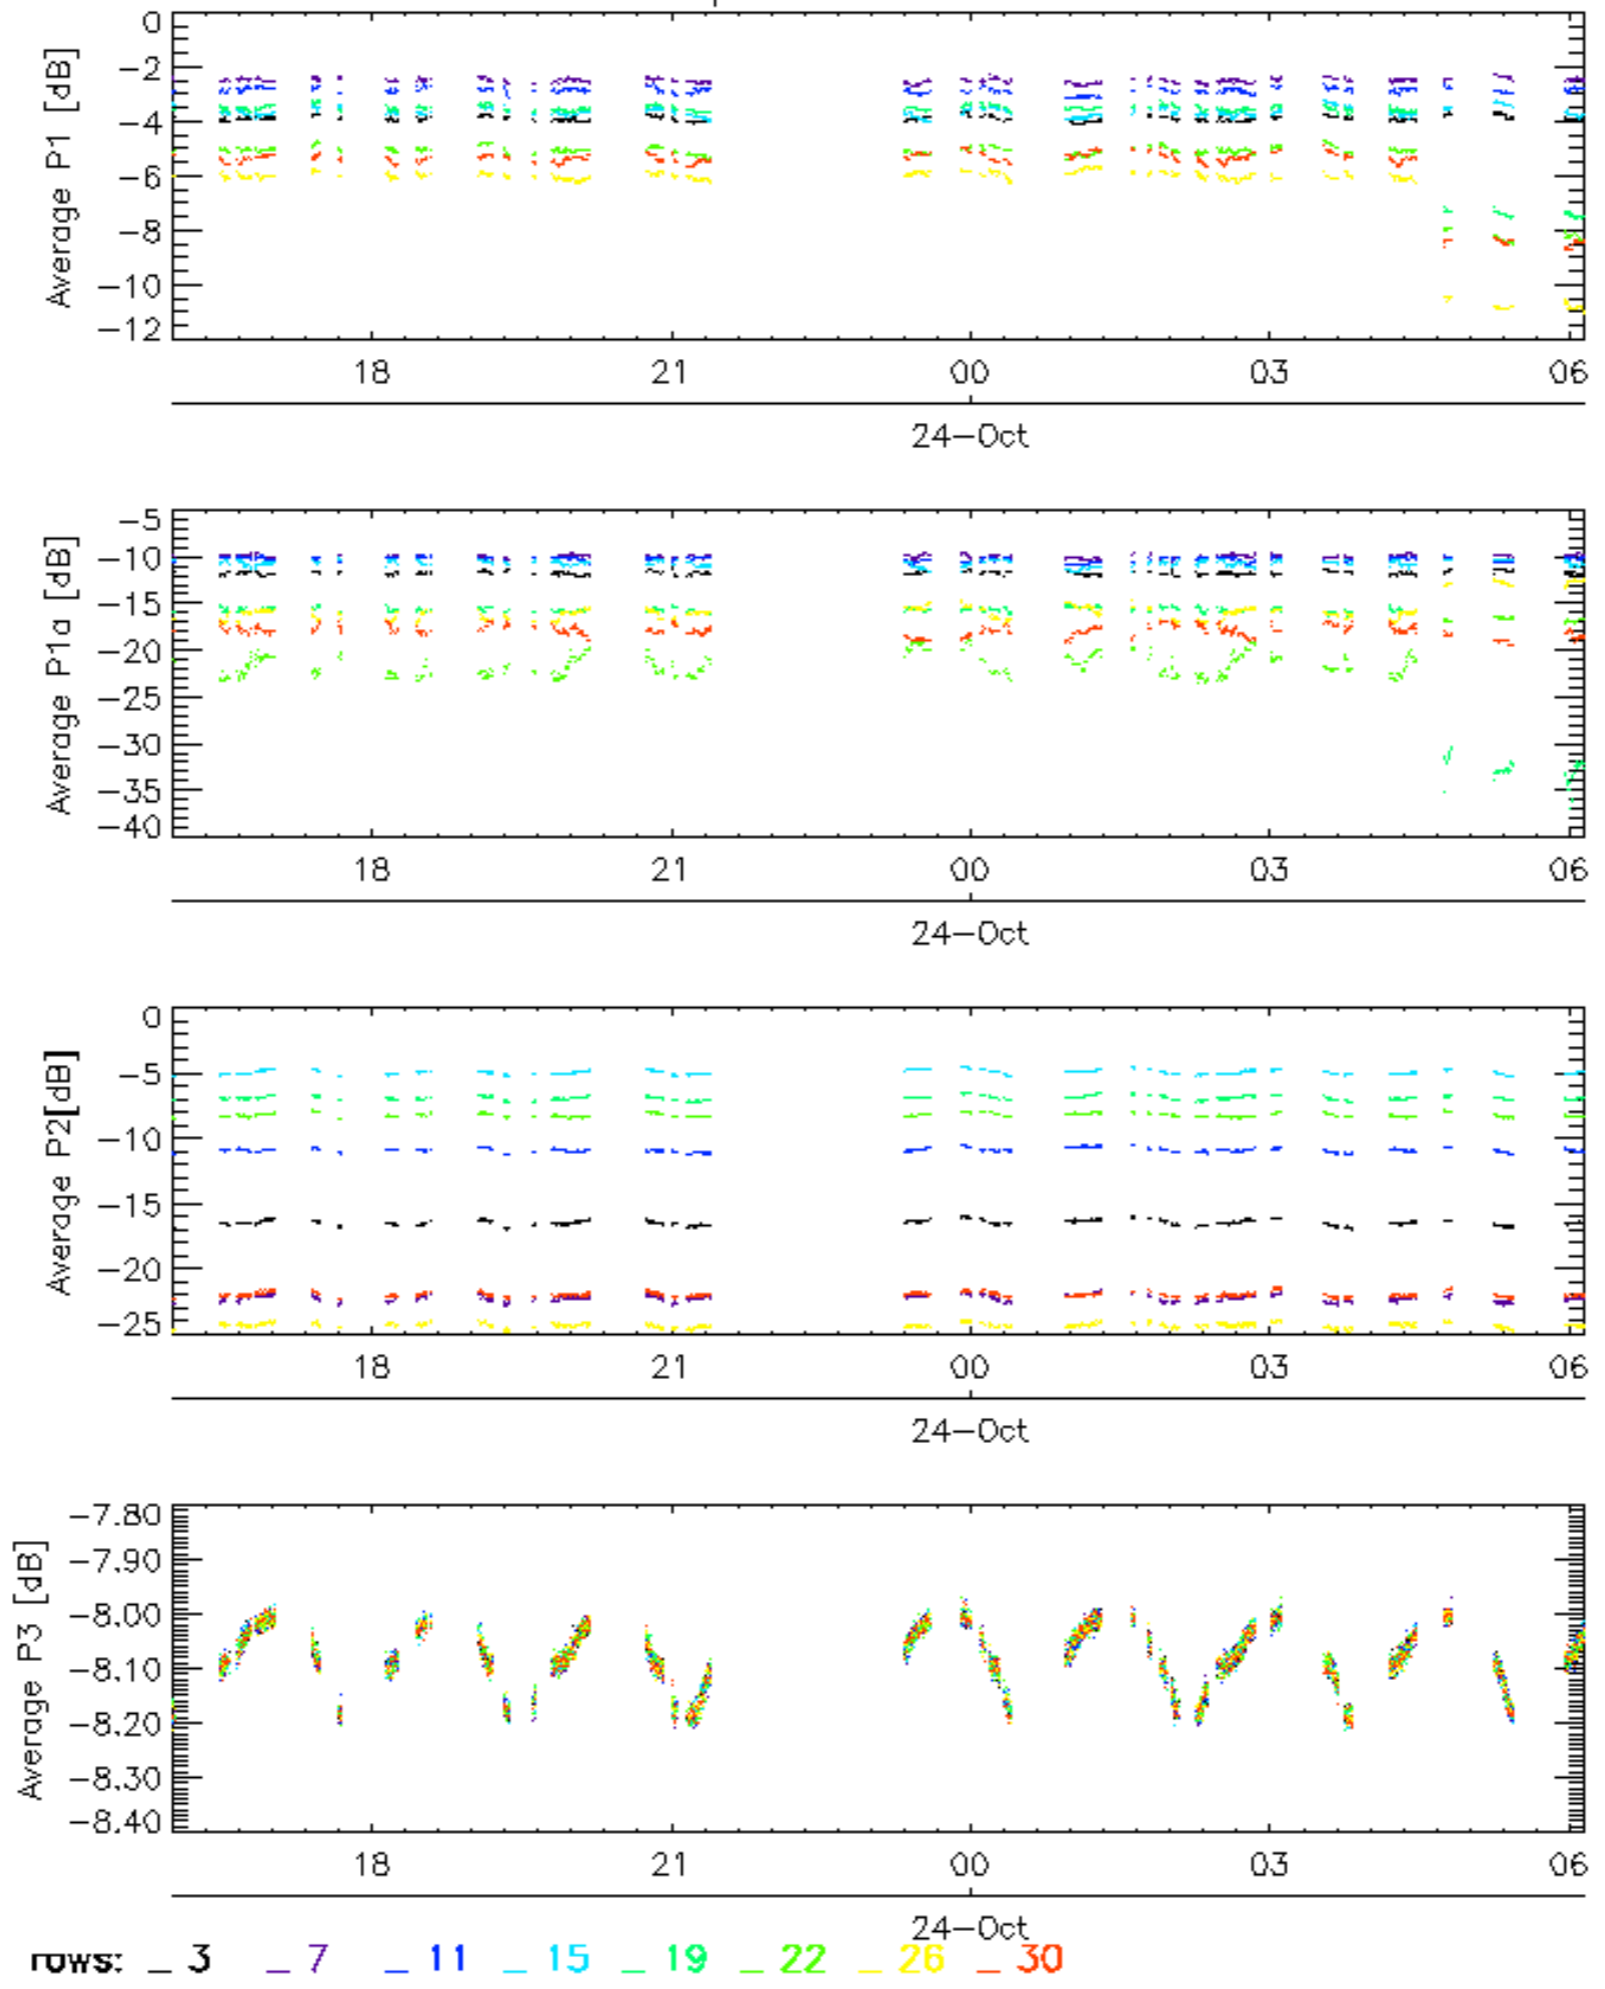 Average P1 [dB]
0
−2
−4
−6
−8
−10
−12
18 21 00 03 06
24−Oct
Average P1a [dB]
−5
−10
−15
−20
−25
−30
−35
−40
18 21 00 03 06
24−Oct
Average P2[dB]
0
−5
−10
−15
−20
−25
18 21 00 03 06
24−Oct
Average P3 [dB]
−7.80
−7.90
−8.00
−8.10
−8.20
−8.30
−8.40
18 21 00 03 06
24−Oct
rows: _ 3 _ 7 _ 11 _ 15 _ 19 _ 22 _ 26 _ 30